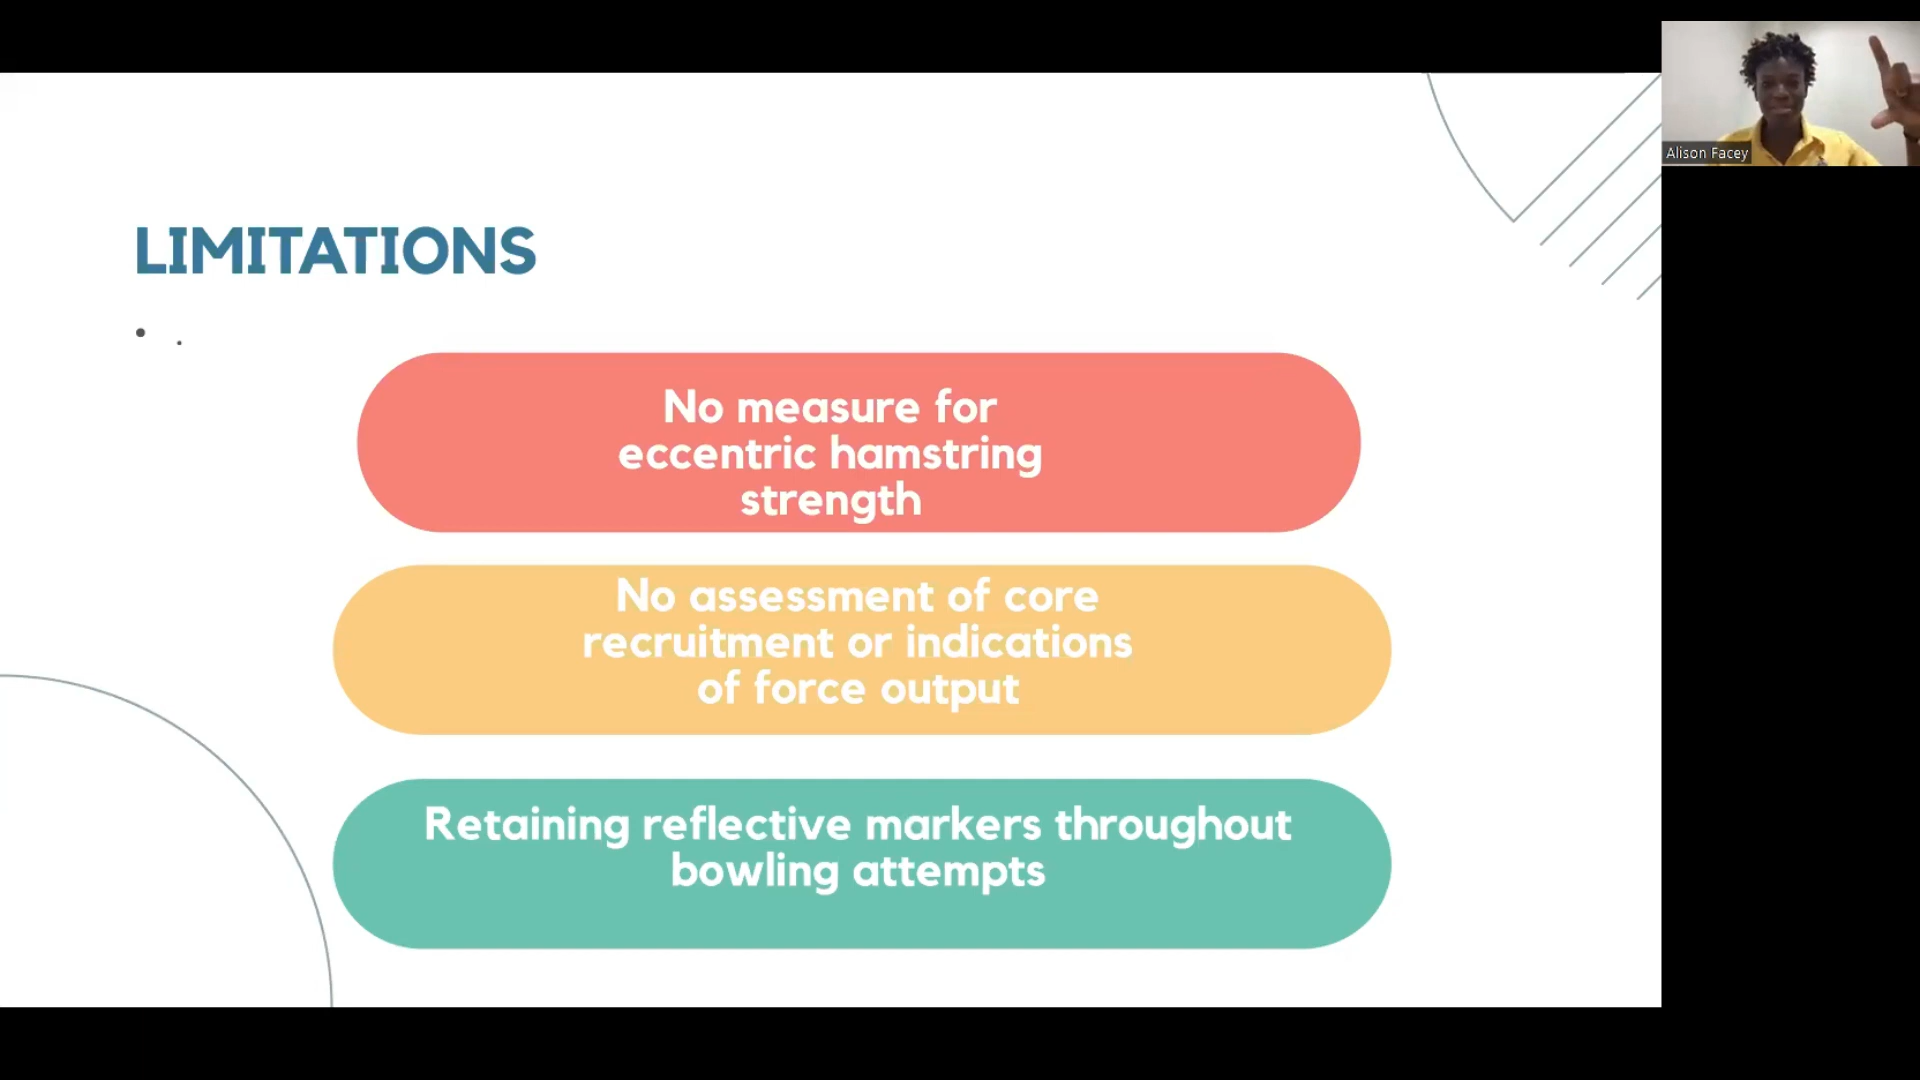 Alison Facey
LIMITATIONS
• .
No measure for
eccentric hamstring
strength
No assessment of core
recruitment or indications
of force output
Retaining reflective markers throughout
bowling attempts